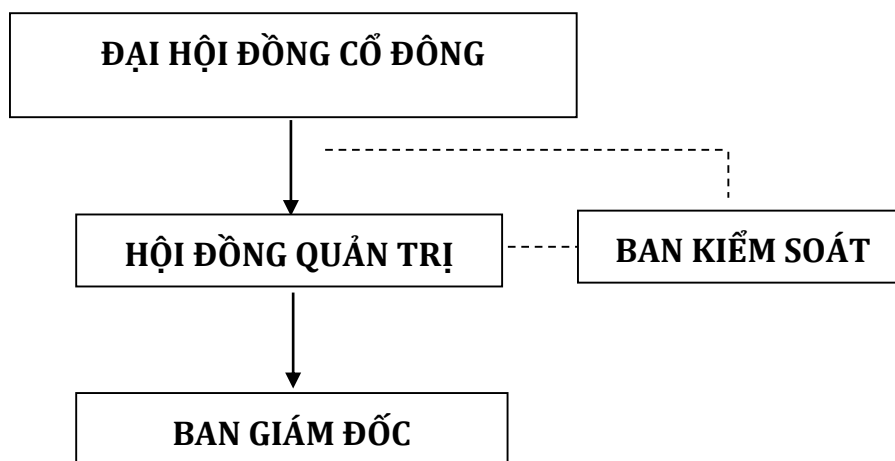 ĐẠI HỘI ĐỒNG CỔ ĐÔNG
HỘI ĐỒNG QUẢN TRỊ
BAN KIỂM SOÁT
BAN GIÁM ĐỐC